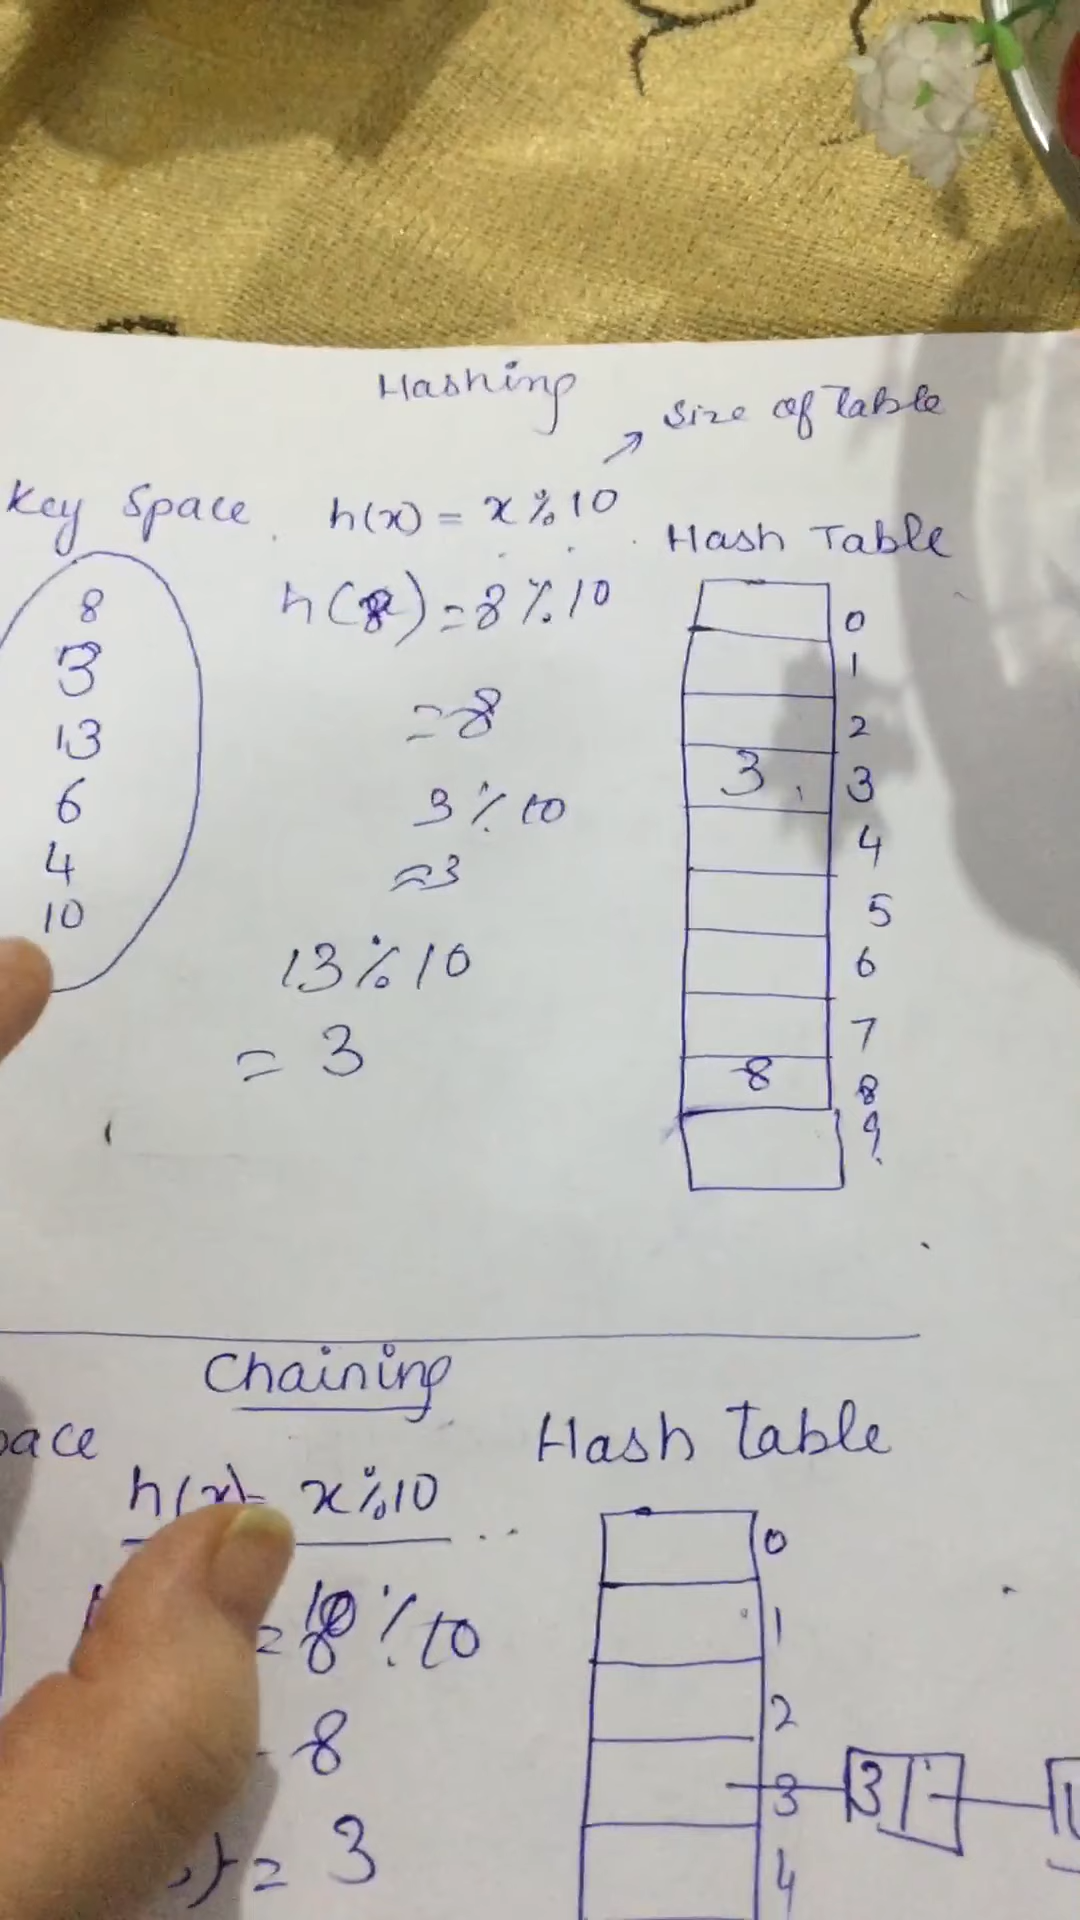 Hashing
Size of Table
Key Space
h(x) = x%10
Hash Table
8
3
13
6
4
10
h(8) = 8%10
= 8
3%10
= 3
13%10
= 3
0
1
2
3 3
4
5
6
7
8 8
9
Chaining
pace
Hash Table
h(x) = x%10
= 8%10
8
= 3
0
1
2
3 3
4